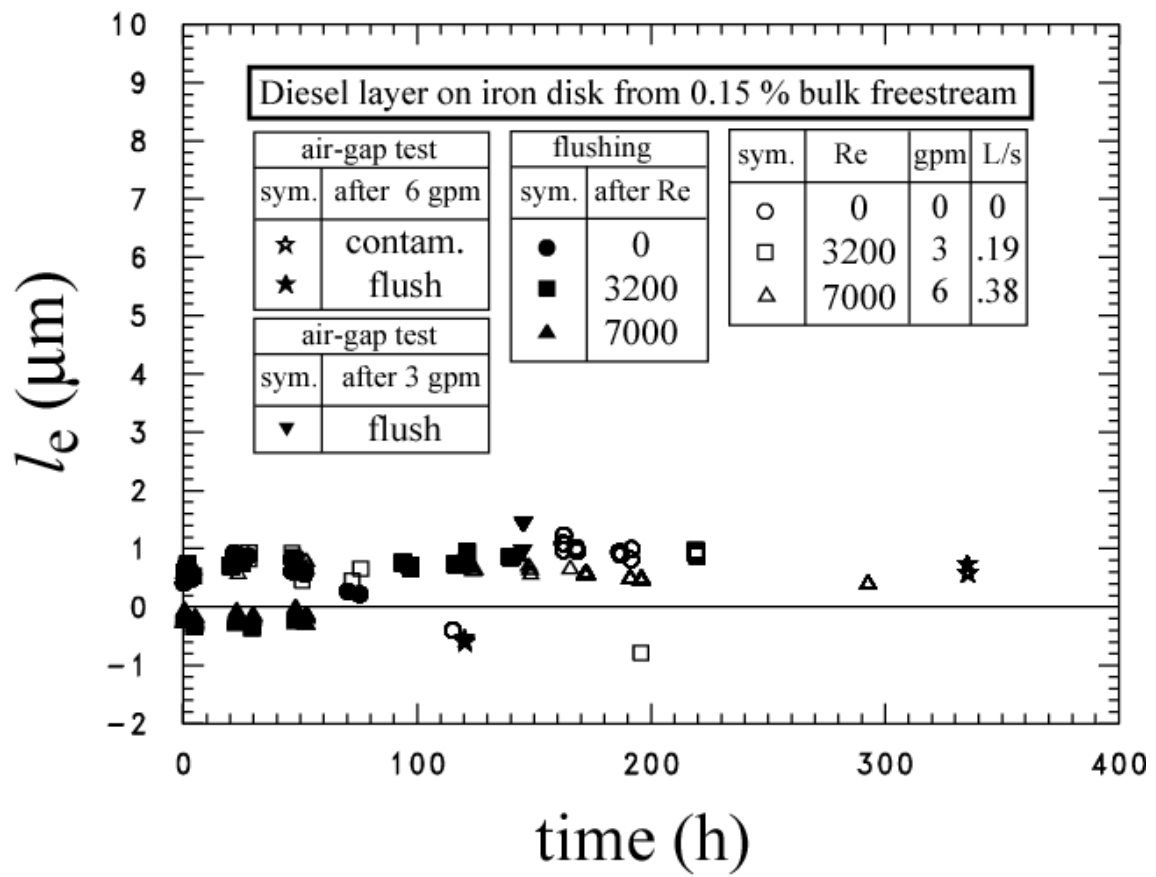 10
9
8
7
6
5
4
3
2
1
0
−1
−2
le (μm)
Diesel layer on iron disk from 0.15 % bulk freestream
air-gap test
sym. after 6 gpm
contam.
flush
air-gap test
sym. after 3 gpm
flush
flushing
sym. after Re
0
3200
7000
sym. Re gpm L/s
0 0 0
3200 3 .19
7000 6 .38
0 100 200 300 400
time (h)